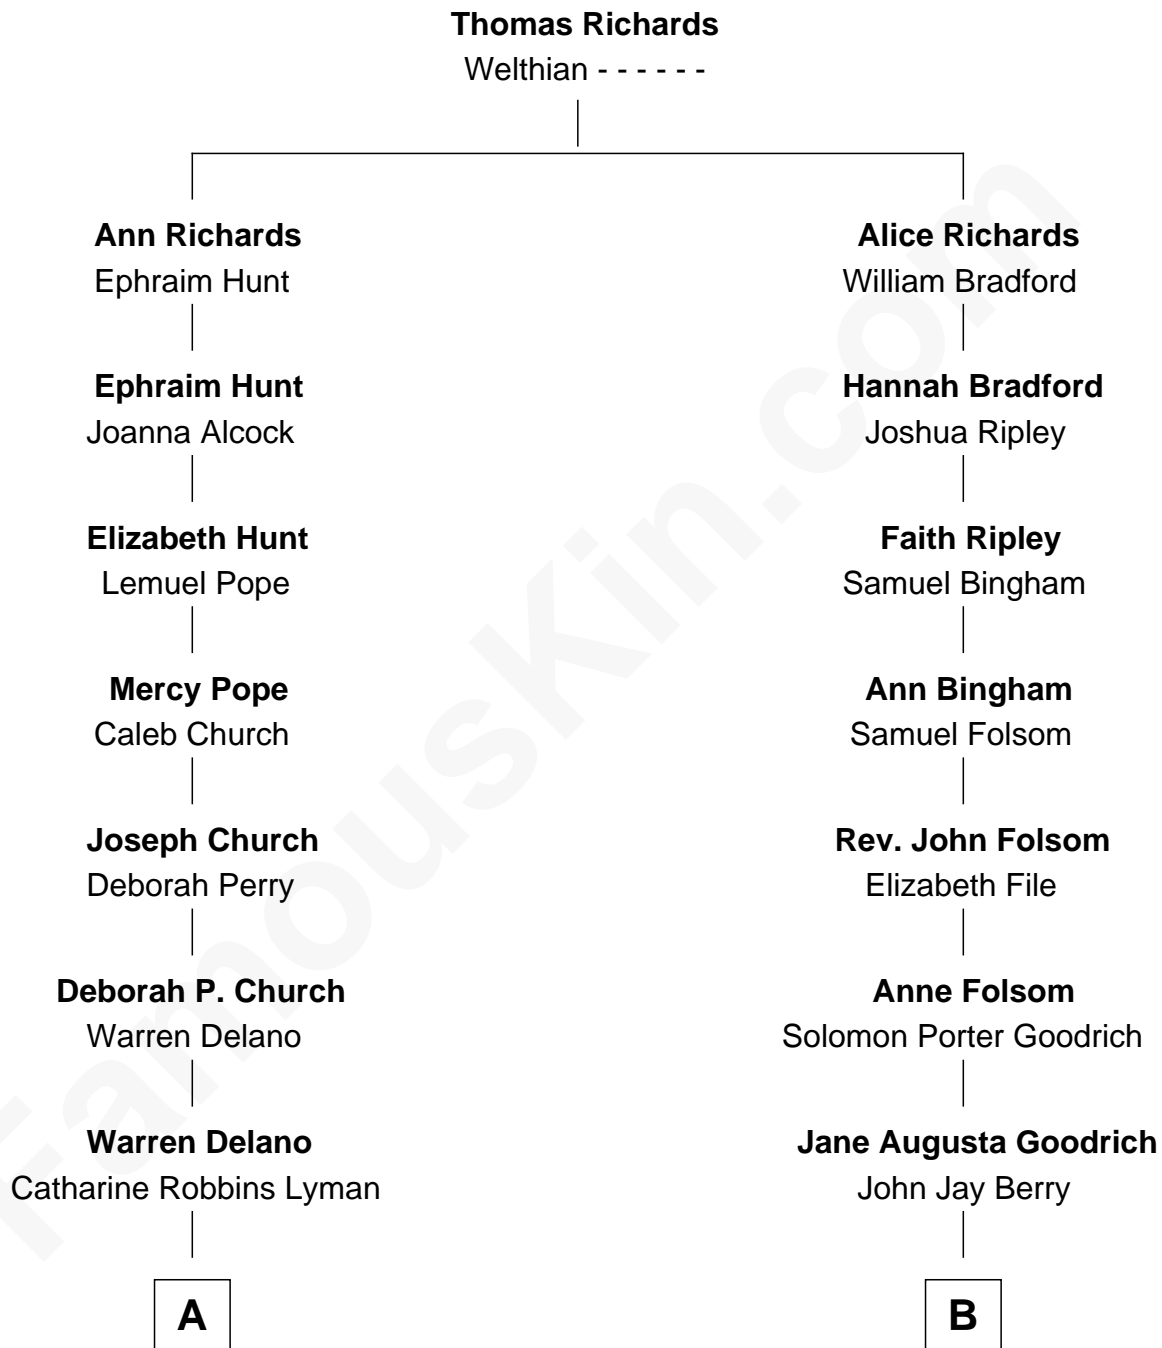 Thomas Richards
Welthian - - - - - -
Ann Richards
Ephraim Hunt
Alice Richards
William Bradford
Ephraim Hunt
Joanna Alcock
Hannah Bradford
Joshua Ripley
Elizabeth Hunt
Lemuel Pope
Faith Ripley
Samuel Bingham
Mercy Pope
Caleb Church
Ann Bingham
Samuel Folsom
Joseph Church
Deborah Perry
Rev. John Folsom
Elizabeth File
Deborah P. Church
Warren Delano
Anne Folsom
Solomon Porter Goodrich
Warren Delano
Catharine Robbins Lyman
Jane Augusta Goodrich
John Jay Berry
A
B
FamousKin.com